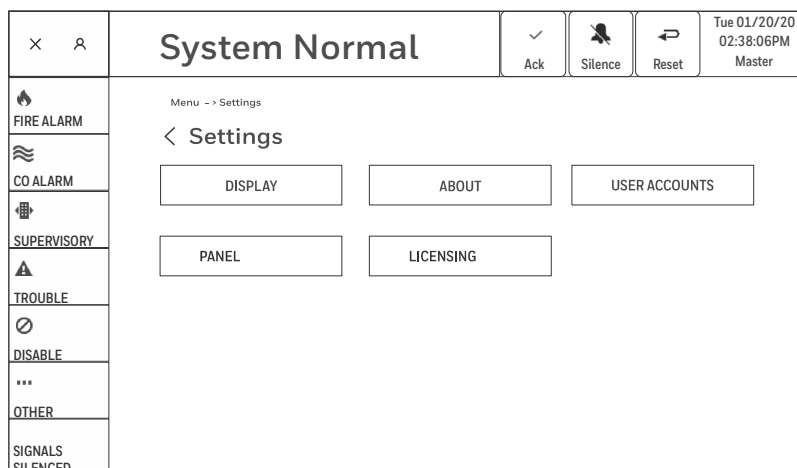 System Normal
Ack
Silence
Reset
Tue 01/20/20
02:38:06PM
Master
FIRE ALARM
CO ALARM
SUPERVISORY
TROUBLE
DISABLE
OTHER
SIGNALS
SILENCED
Menu -> Settings
Settings
DISPLAY
ABOUT
USER ACCOUNTS
PANEL
LICENSING